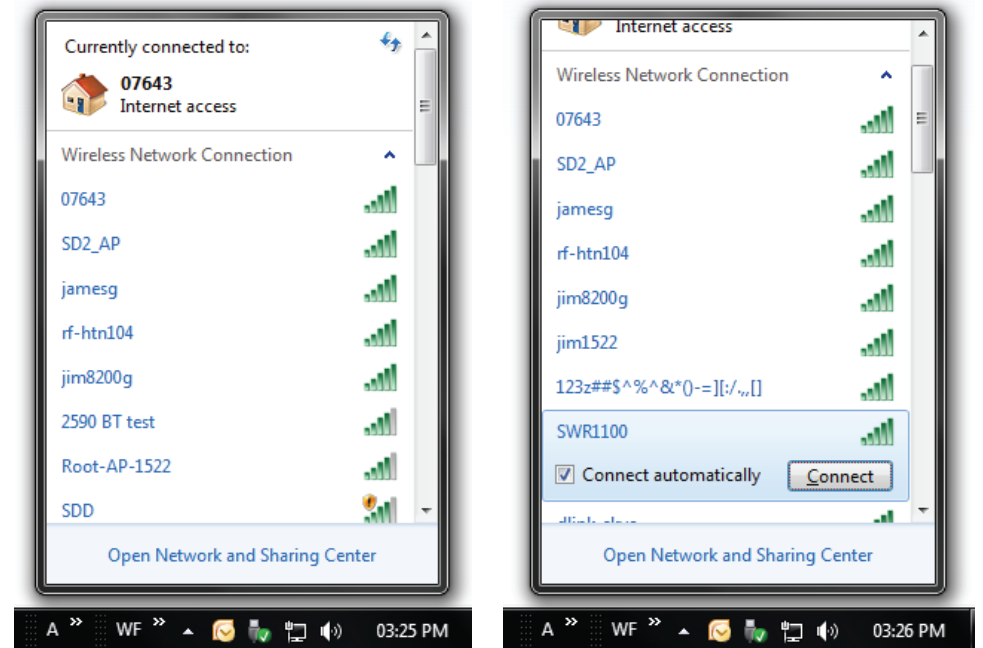 Currently connected to:
07643
Internet access
Wireless Network Connection
07643
SD2_AP
jamesg
rf-htn104
jim8200g
2590 BT test
Root-AP-1522
SDD
Open Network and Sharing Center
A » WF » 03:25 PM
Internet access
Wireless Network Connection
07643
SD2_AP
jamesg
rf-htn104
jim8200g
jim1522
123z##$^%^&*()-=][:/.,,[]
SWR1100
Connect automatically Connect
Open Network and Sharing Center
A » WF » 03:26 PM